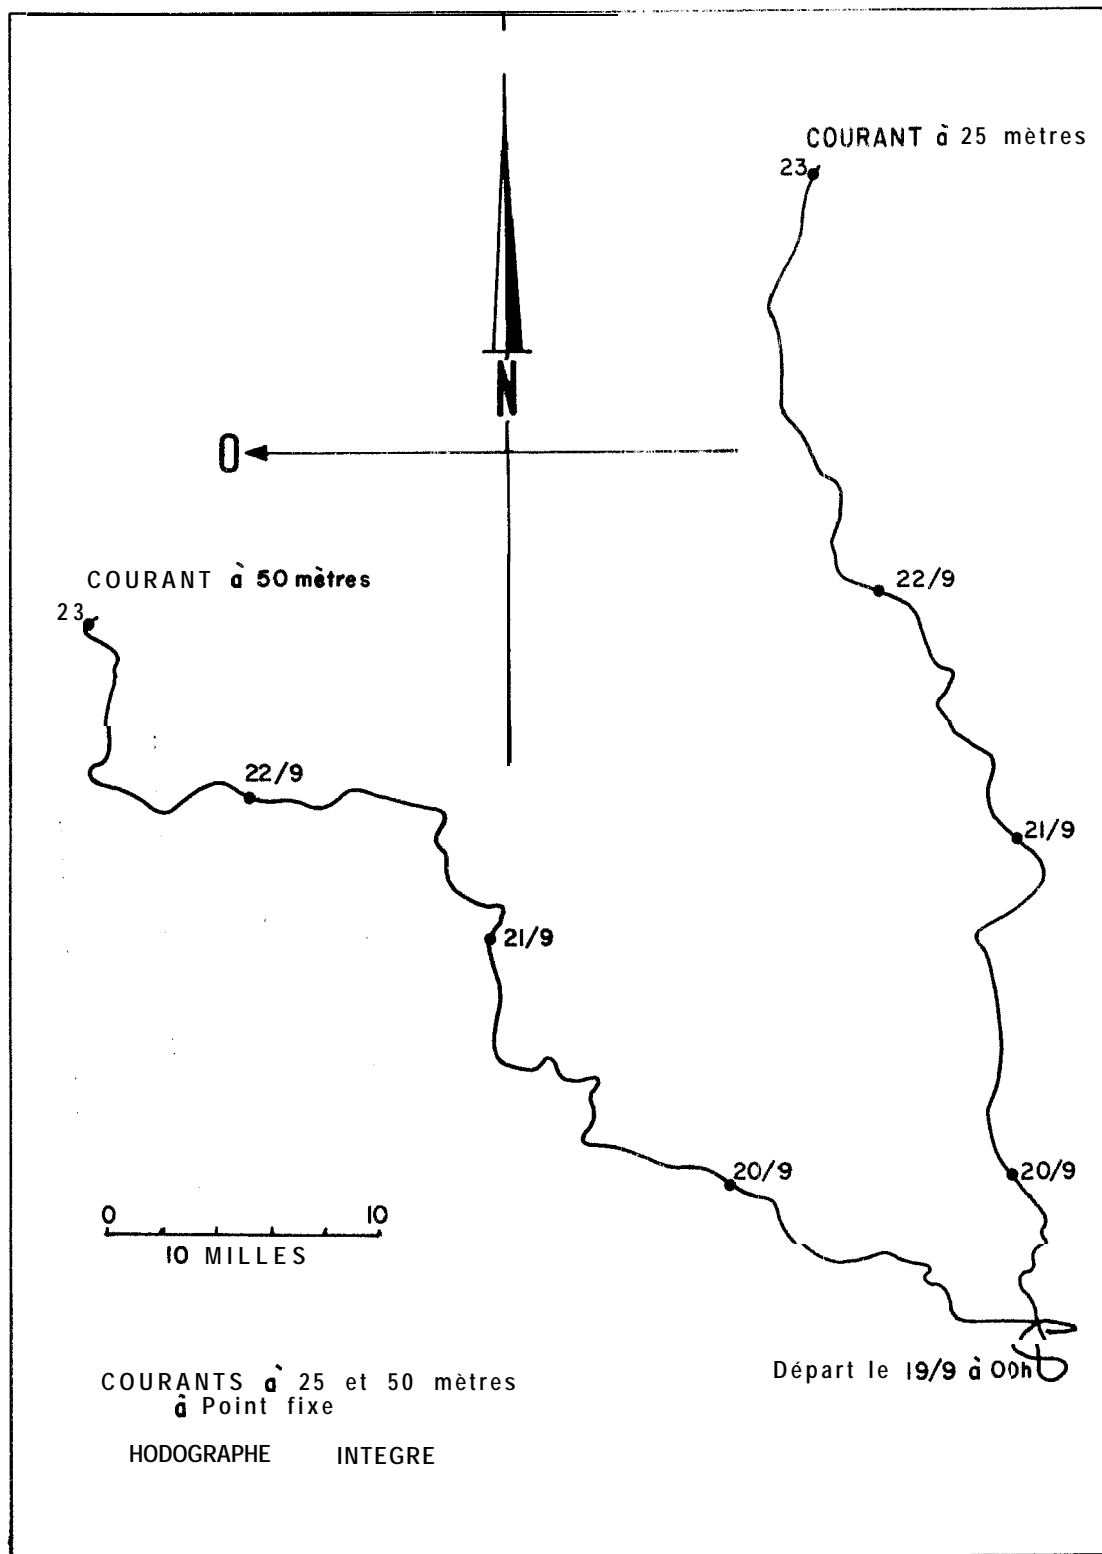 COURANT à 25 mètres
23
N
O
COURANT à 50 mètres
23
22/9
22/9
21/9
21/9
20/9
20/9
0 10
10 MILLES
Départ le 19/9 à 00h
COURANTS à 25 et 50 mètres
à Point fixe
HODOGRAPHE INTEGRE